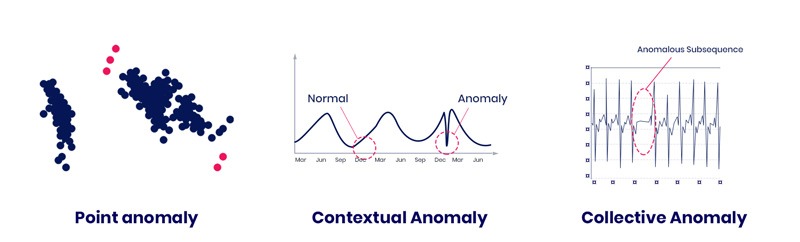 Anomalous Subsequence
Normal
Anomaly
Mar Jun Sep Dec Mar Jun Sep Dec Mar Jun
Point anomaly
Contextual Anomaly
Collective Anomaly